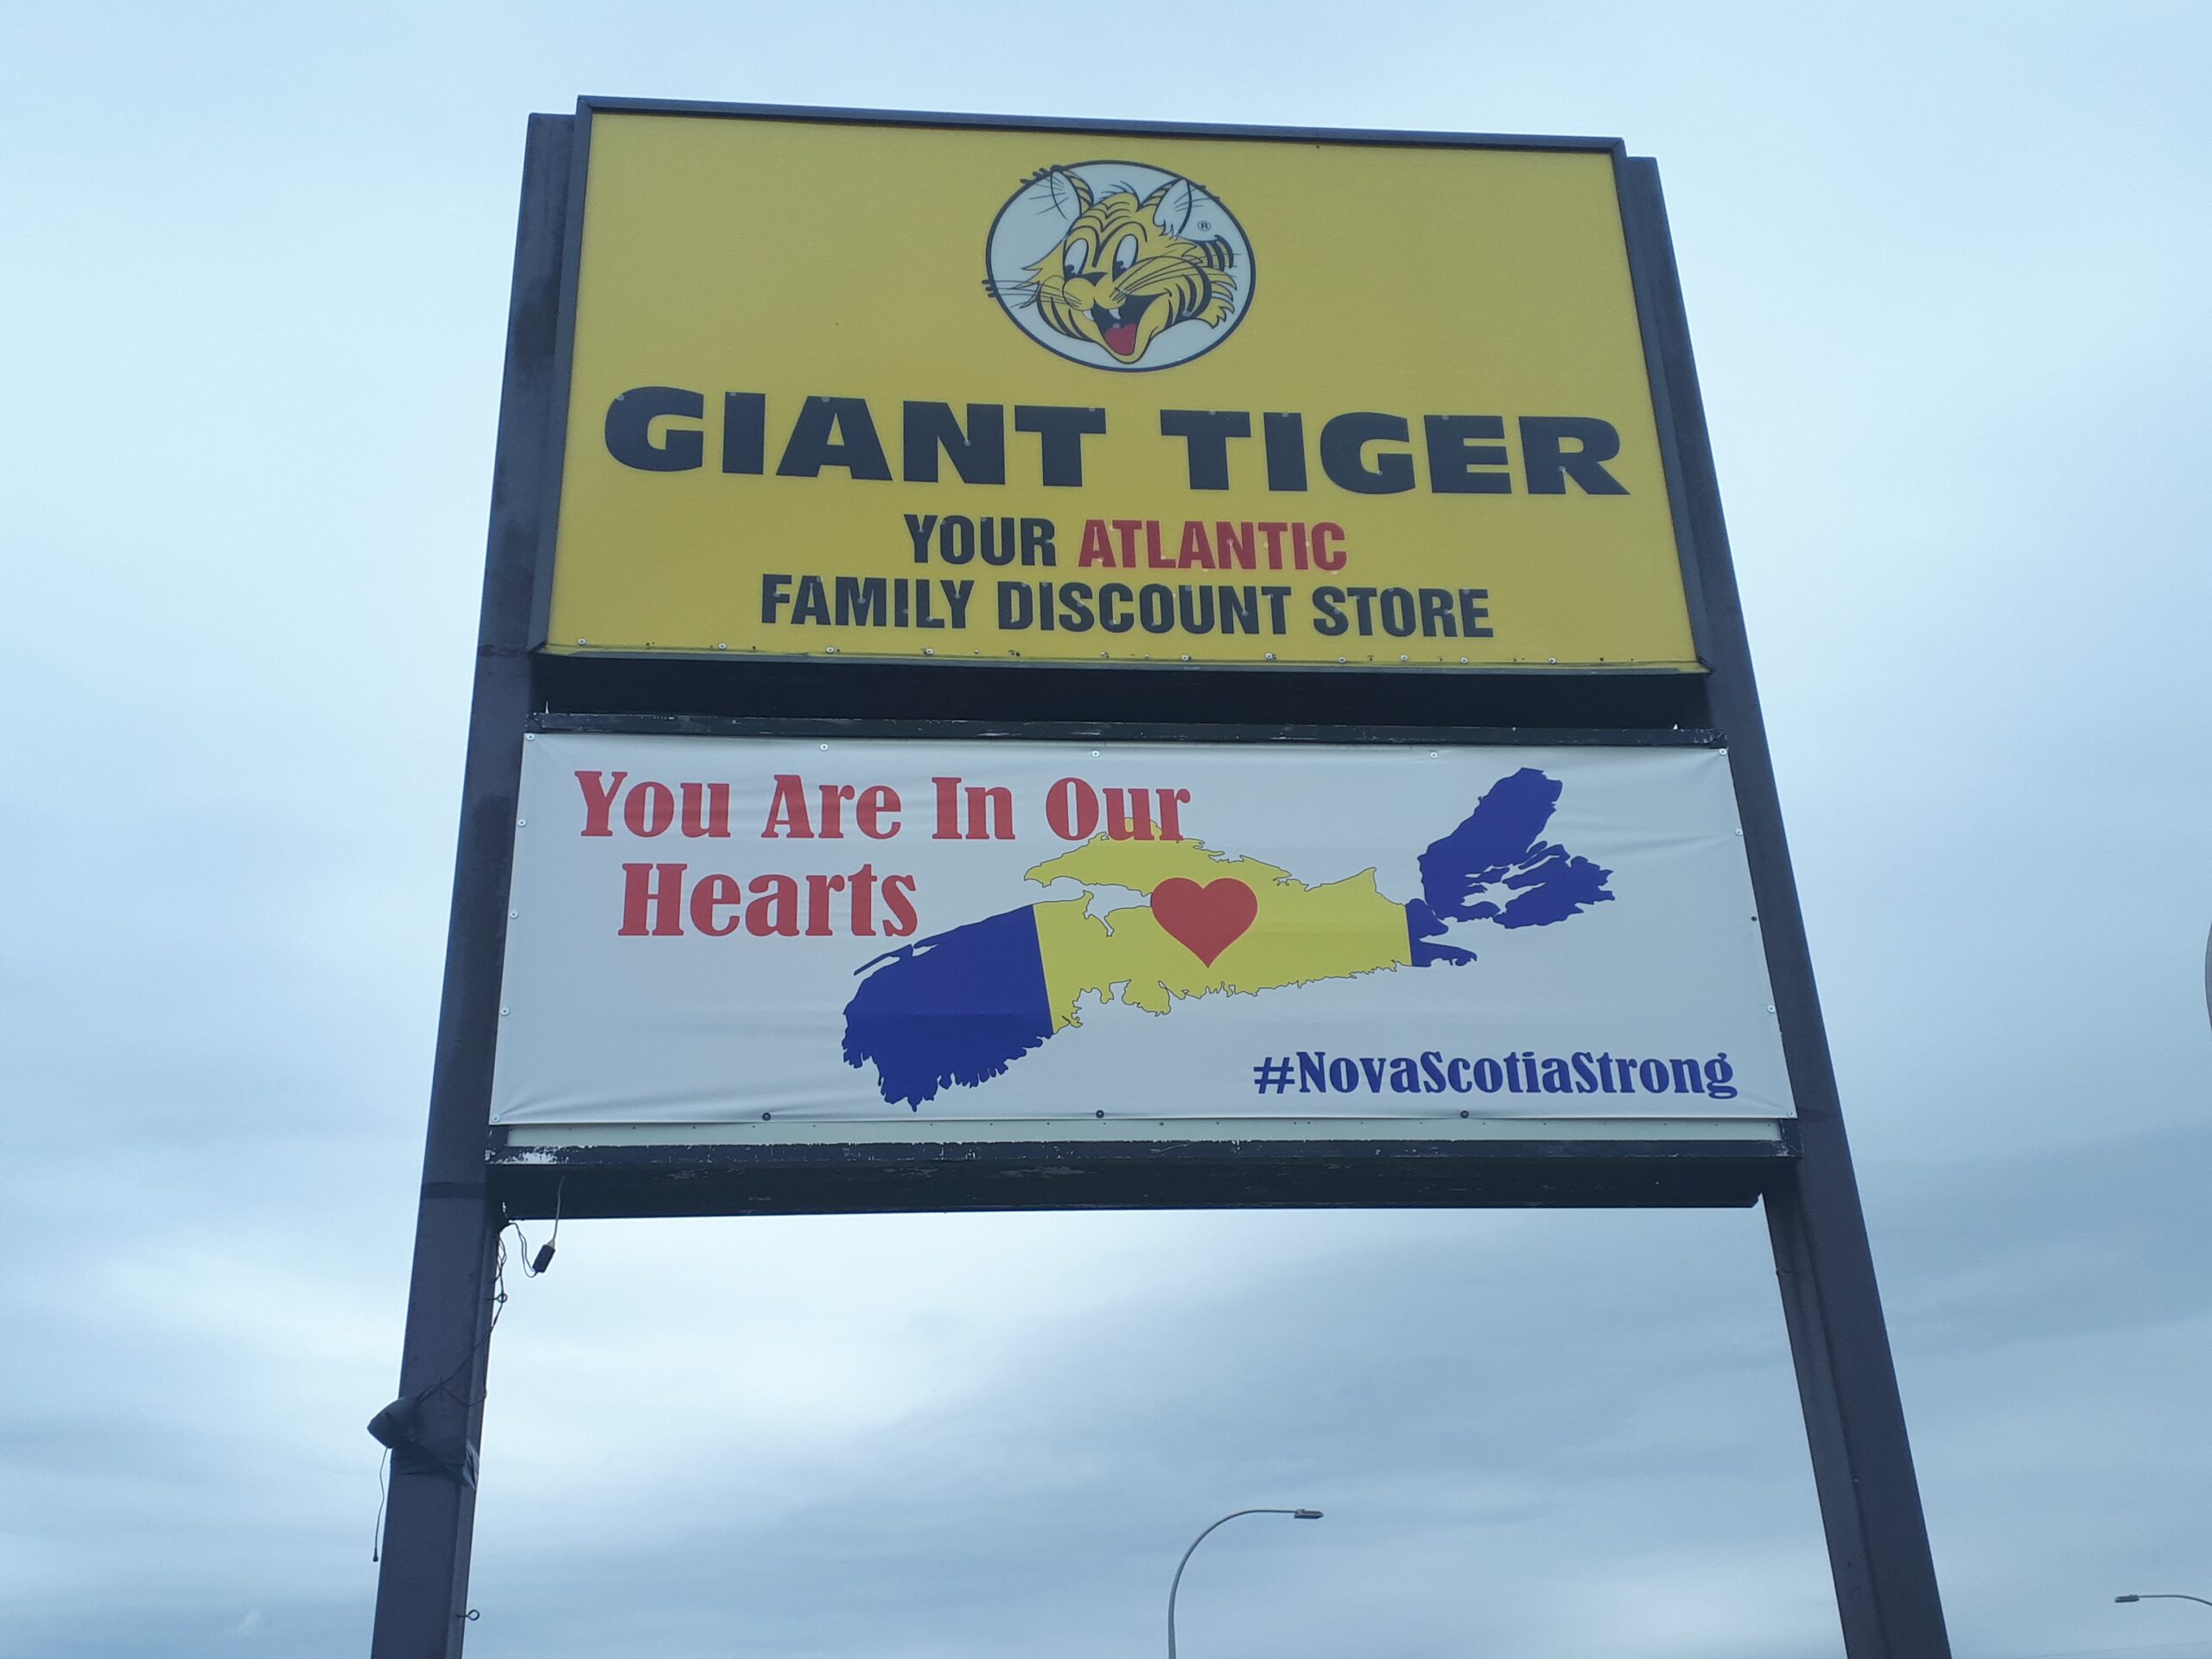 ®
GIANT TIGER
YOUR ATLANTIC
FAMILY DISCOUNT STORE
You Are In Our
Hearts
#NovaScotiaStrong